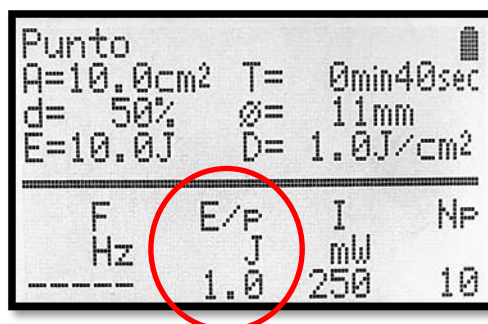 Punto
A=10.0cm² T= 0min40sec
d= 50% ø= 11mm
E=10.0J D= 1.0J/cm²
F E/p I Np
Hz J mW
----- 1.0 250 10